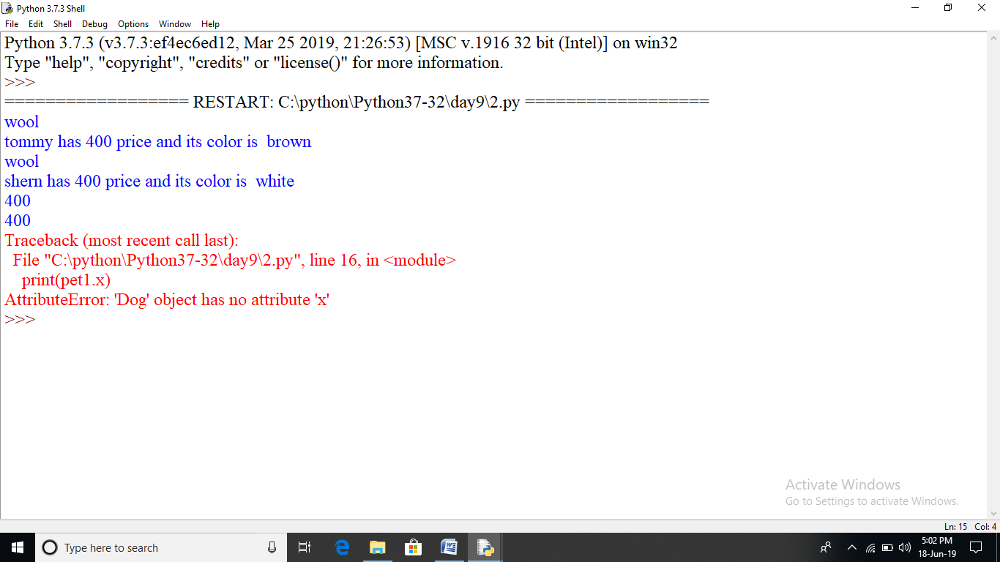 Python 3.7.3 Shell
File Edit Shell Debug Options Window Help
Python 3.7.3 (v3.7.3:ef4ec6ed12, Mar 25 2019, 21:26:53) [MSC v.1916 32 bit (Intel)] on win32
Type "help", "copyright", "credits" or "license()" for more information.
>>>
================== RESTART: C:\python\Python37-32\day9\2.py ==================
wool
tommy has 400 price and its color is  brown
wool
shern has 400 price and its color is  white
400
400
Traceback (most recent call last):
  File "C:\python\Python37-32\day9\2.py", line 16, in <module>
    print(pet1.x)
AttributeError: 'Dog' object has no attribute 'x'
>>>
Activate Windows
Go to Settings to activate Windows.
Ln: 15 Col: 4
Type here to search
5:02 PM
18-Jun-19